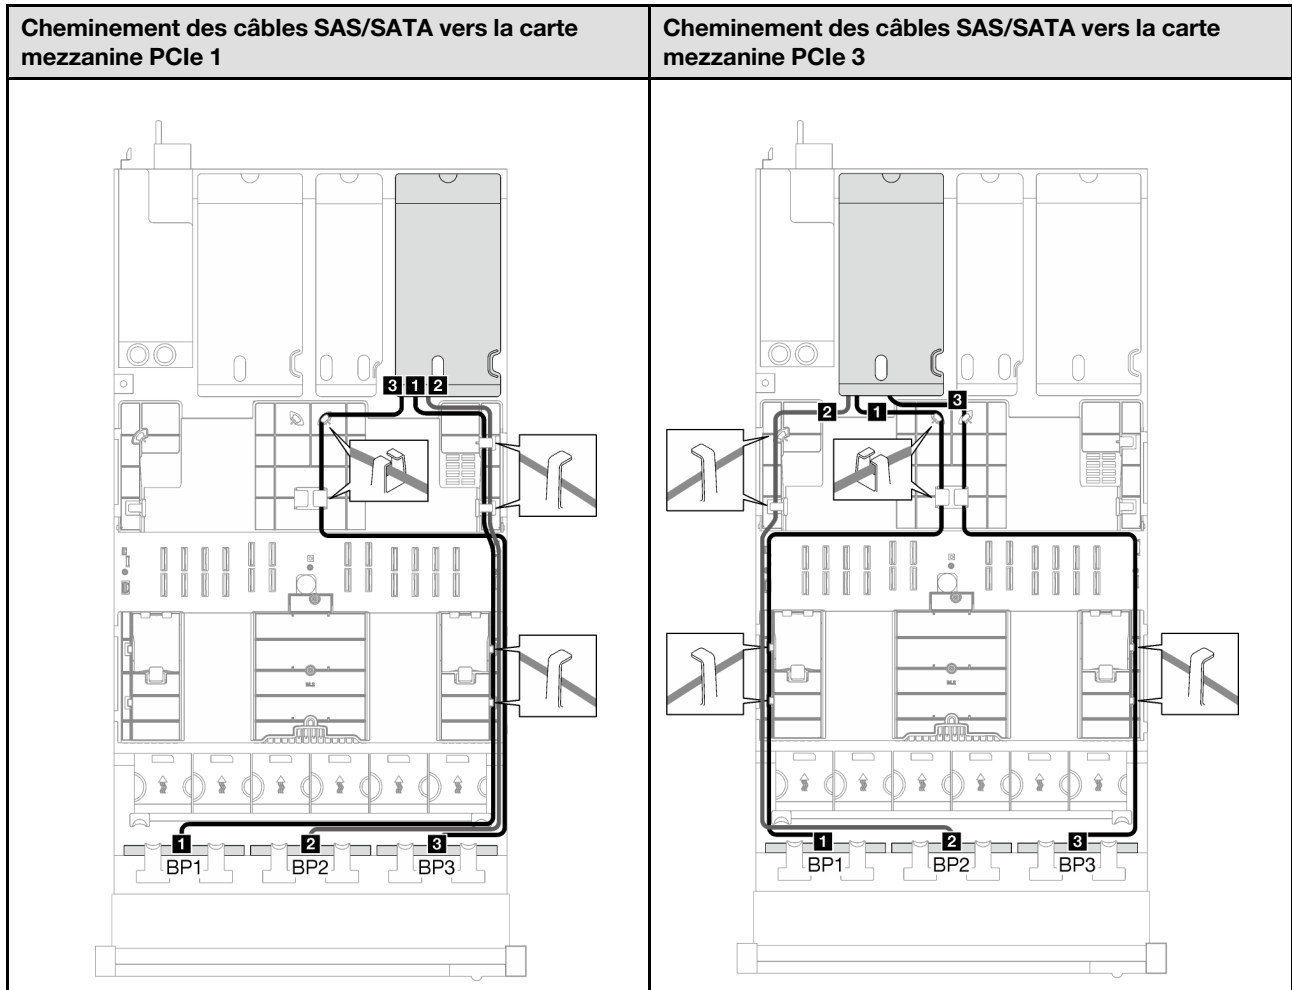 Cheminement des câbles SAS/SATA vers la carte
mezzanine PCIe 1
Cheminement des câbles SAS/SATA vers la carte
mezzanine PCIe 3
3 1 2
1 2 3
BP1 BP2 BP3
2 1 3
1 2 3
BP1 BP2 BP3